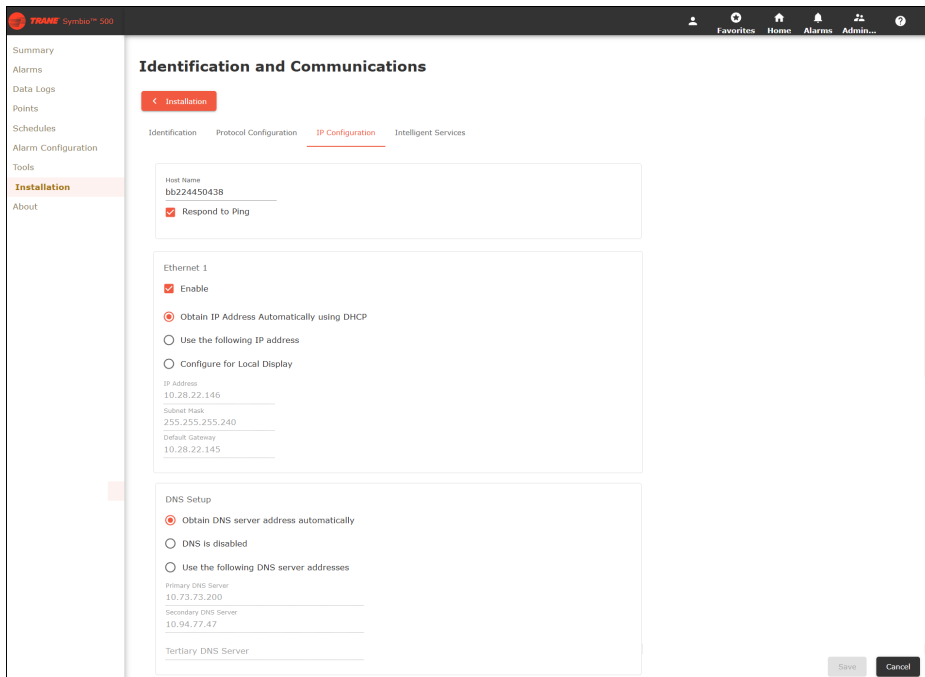 TRANE Symbio™ 500
Favorites Home Alarms Admin...
Summary
Alarms
Data Logs
Points
Schedules
Alarm Configuration
Tools
Installation
About
Identification and Communications
Installation
Identification Protocol Configuration IP Configuration Intelligent Services
Host Name
bb224450438
Respond to Ping
Ethernet 1
Enable
Obtain IP Address Automatically using DHCP
Use the following IP address
Configure for Local Display
IP Address
10.28.22.146
Subnet Mask
255.255.255.240
Default Gateway
10.28.22.145
DNS Setup
Obtain DNS server address automatically
DNS is disabled
Use the following DNS server addresses
Primary DNS Server
10.73.73.200
Secondary DNS Server
10.94.77.47
Tertiary DNS Server
Save Cancel